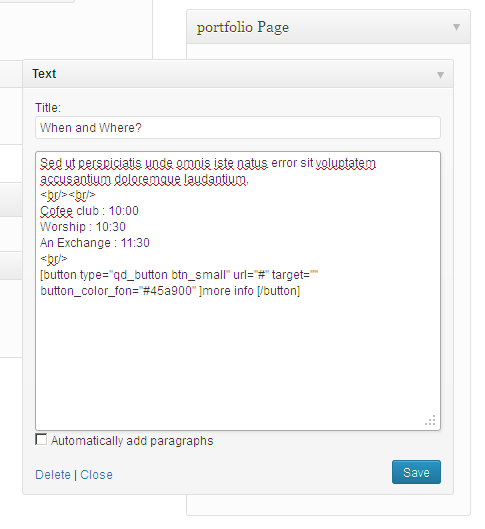 portfolio Page
Text
Title:
When and Where?
Sed ut perspiciatis unde omnis iste natus error sit voluptatem
accusantium doloremque laudantium.
<br/><br/>
Cofee club : 10:00
Worship : 10:30
An Exchange : 11:30
<br/>
[button type="qd_button btn_small" url="#" target=""
button_color_fon="#45a900" ]more info [/button]
Automatically add paragraphs
Delete | Close
Save